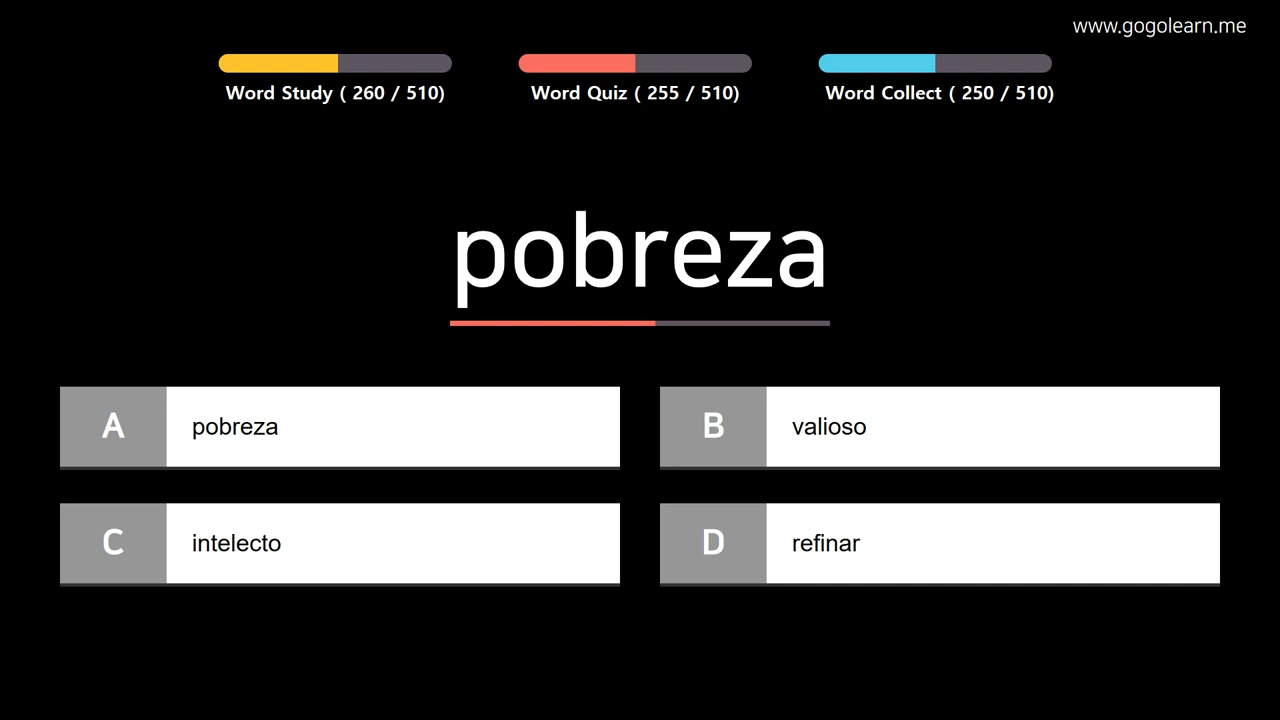 www.gogolearn.me
Word Study ( 260 / 510)
Word Quiz ( 255 / 510)
Word Collect ( 250 / 510)
pobreza
A pobreza
B valioso
C intelecto
D refinar